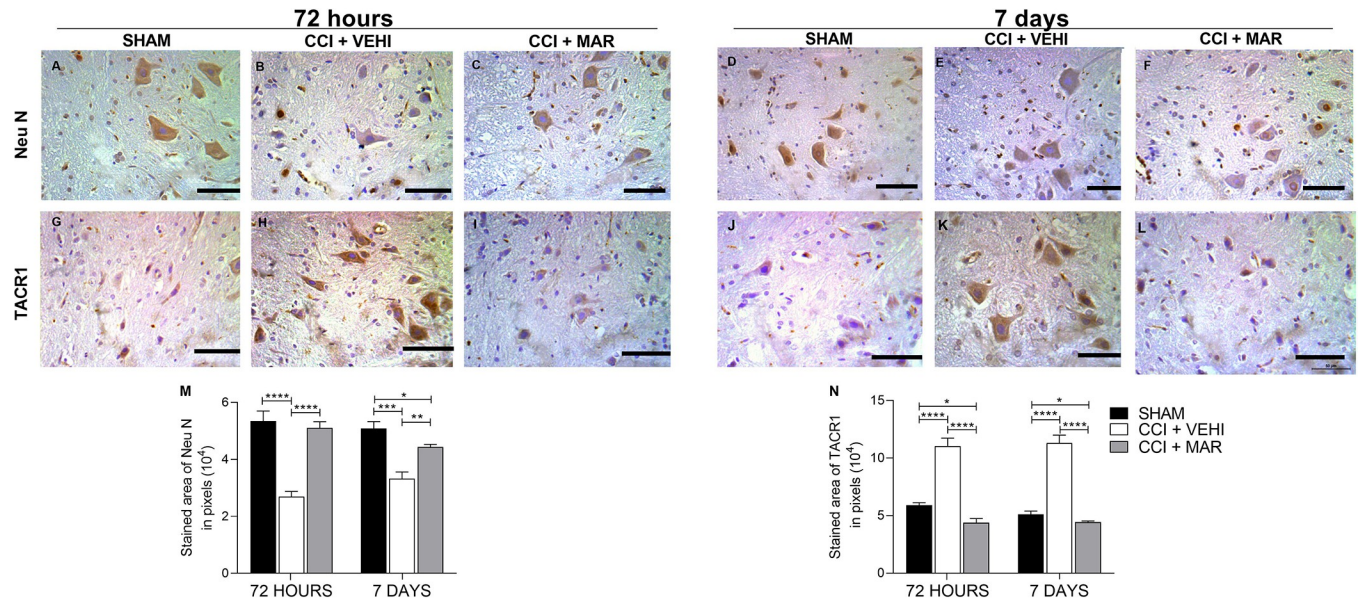 72 hours
7 days
SHAM
CCI + VEHI
CCI + MAR
SHAM
CCI + VEHI
CCI + MAR
Neu N
A
B
C
D
E
F
TACR1
G
H
I
J
K
L
M
Stained area of Neu N
in pixels (10⁴)
6
4
2
0
****
****
*
***
**
72 HOURS
7 DAYS
N
Stained area of TACR1
in pixels (10⁴)
15
10
5
0
*
****
****
*
****
****
72 HOURS
7 DAYS
SHAM
CCI + VEHI
CCI + MAR